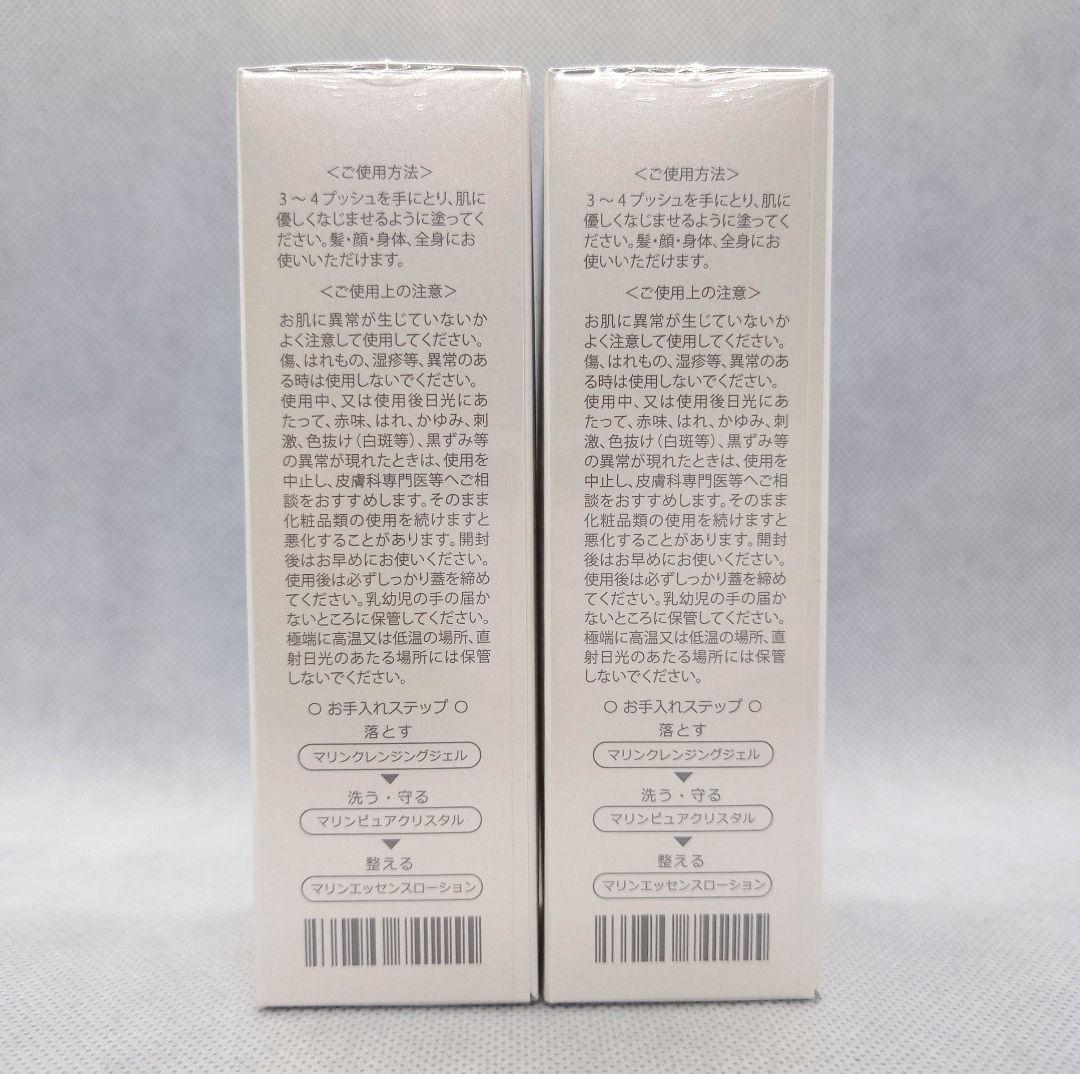 ＜ご使用方法＞
3～4プッシュを手にとり、肌に
優しくなじませるように塗ってく
ださい。髪・顔・身体、全身にお
使いいただけます。
＜ご使用上の注意＞
お肌に異常が生じていないか
よく注意して使用してください。
傷、はれもの、湿疹等、異常のあ
る時は使用しないでください。
使用中、又は使用後日光にあ
たって、赤味、はれ、かゆみ、刺
激、色抜け（白斑等）、黒ずみ等
の異常が現れたときは、使用を
中止し、皮膚科専門医等へご相
談をおすすめします。そのまま
化粧品類の使用を続けますと
悪化することがあります。開封
後はお早めにお使いください。
使用後は必ずしっかり蓋を締め
てください。乳幼児の手の届か
ないところに保管してください。
極端に高温又は低温の場所、直
射日光のあたる場所には保管
しないでください。
○ お手入れステップ ○
落とす
マリンクレンジングジェル
▼
洗う・守る
マリンピュアクリスタル
▼
整える
マリンエッセンスローション
＜ご使用方法＞
3～4プッシュを手にとり、肌に
優しくなじませるように塗ってく
ださい。髪・顔・身体、全身にお
使いいただけます。
＜ご使用上の注意＞
お肌に異常が生じていないか
よく注意して使用してください。
傷、はれもの、湿疹等、異常のあ
る時は使用しないでください。
使用中、又は使用後日光にあ
たって、赤味、はれ、かゆみ、刺
激、色抜け（白斑等）、黒ずみ等
の異常が現れたときは、使用を
中止し、皮膚科専門医等へご相
談をおすすめします。そのまま
化粧品類の使用を続けますと
悪化することがあります。開封
後はお早めにお使いください。
使用後は必ずしっかり蓋を締め
てください。乳幼児の手の届か
ないところに保管してください。
極端に高温又は低温の場所、直
射日光のあたる場所には保管
しないでください。
○ お手入れステップ ○
落とす
マリンクレンジングジェル
▼
洗う・守る
マリンピュアクリスタル
▼
整える
マリンエッセンスローション